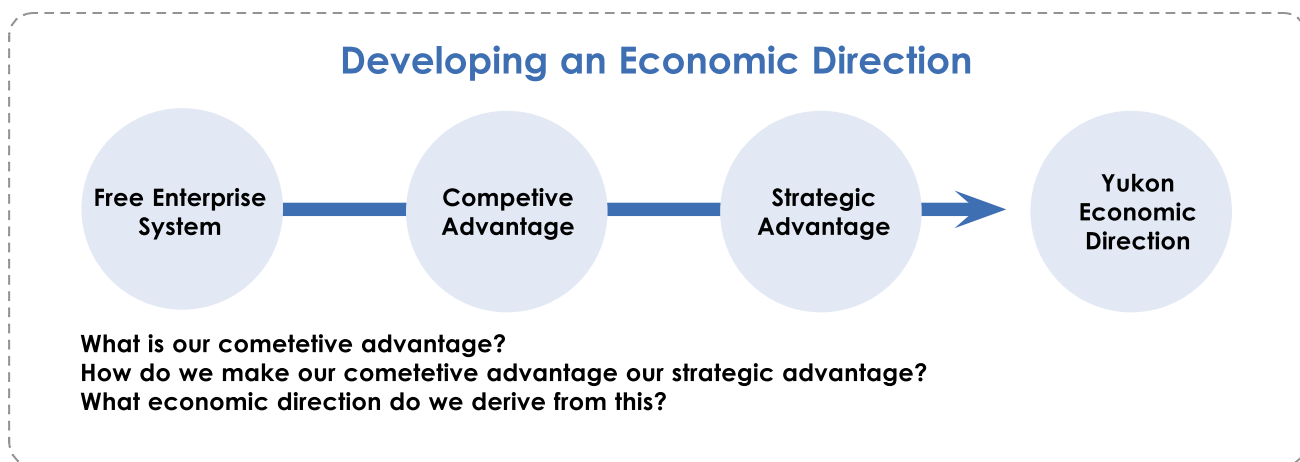 Developing an Economic Direction
Free Enterprise
System
Competive
Advantage
Strategic
Advantage
Yukon
Economic
Direction
What is our cometetive advantage?
How do we make our cometetive advantage our strategic advantage?
What economic direction do we derive from this?